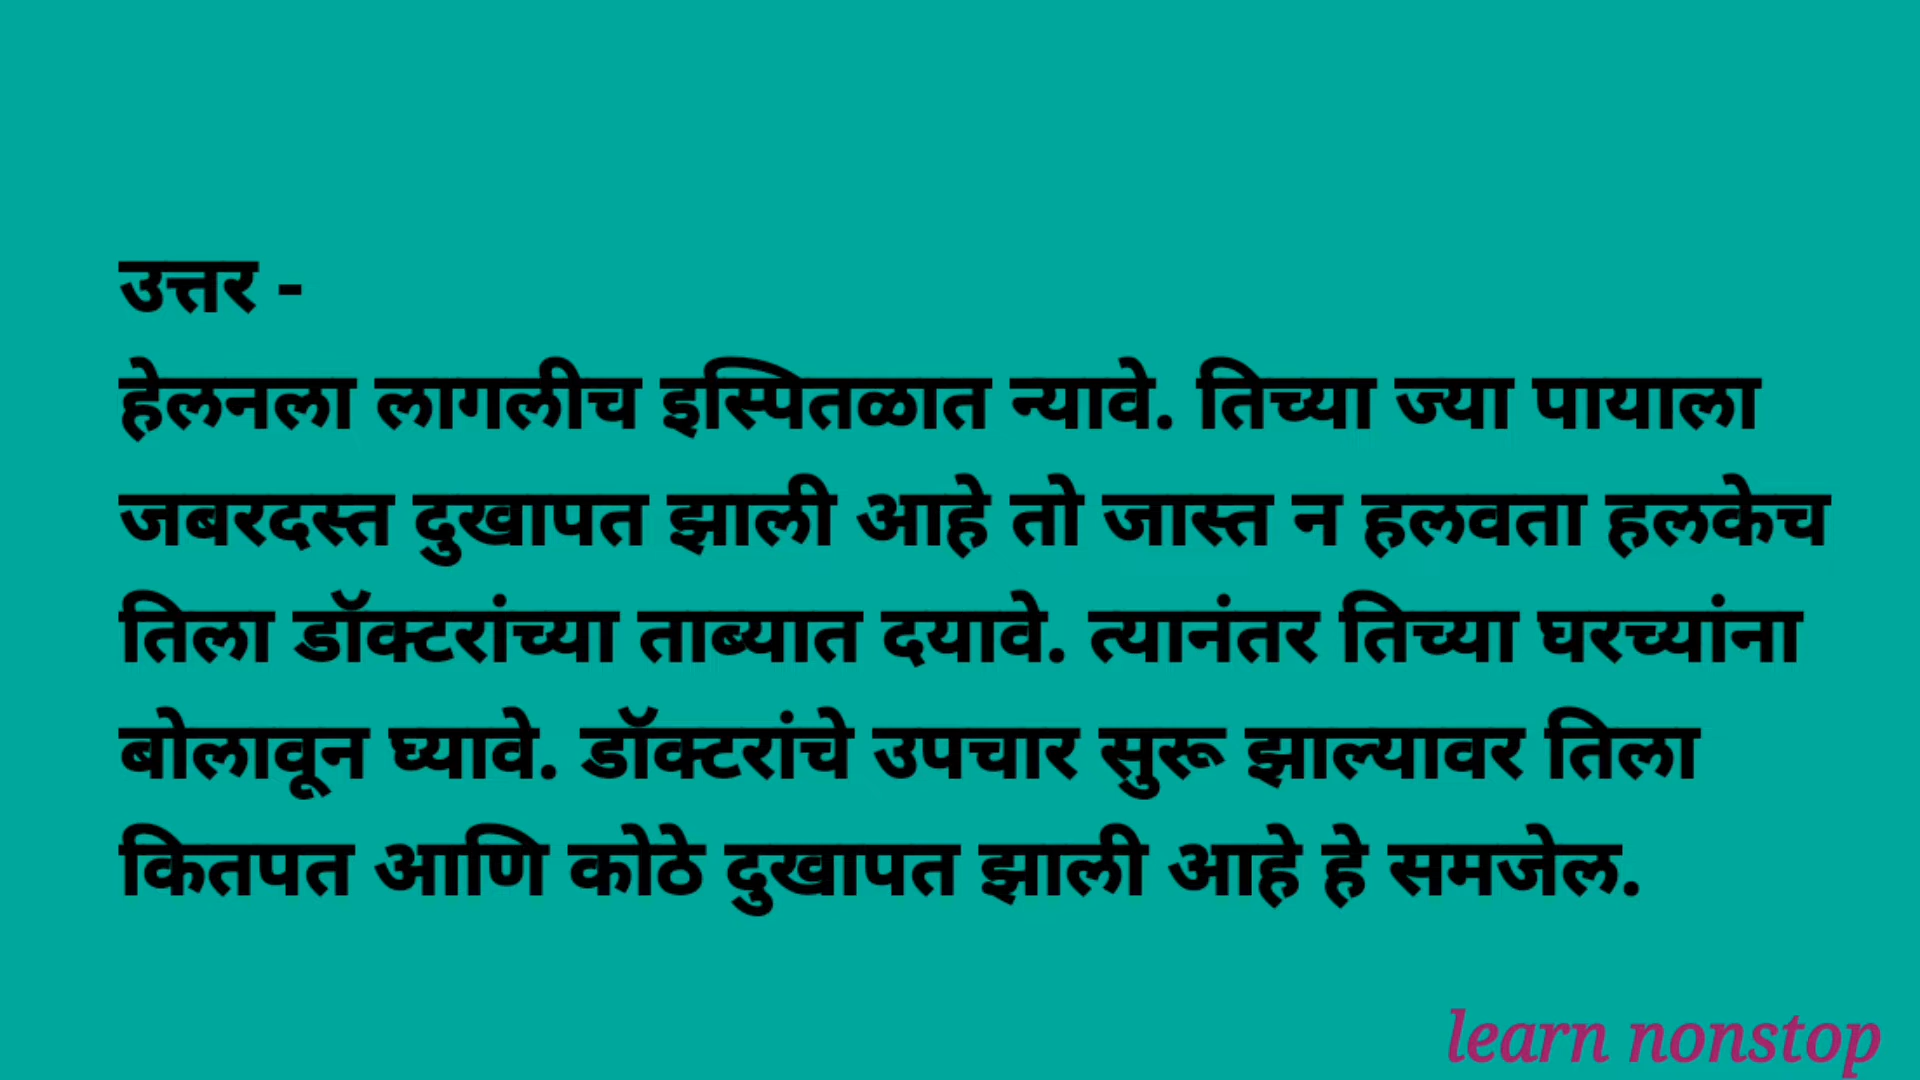 उत्तर -
हेलनला लागलीच इस्पितळात न्यावे. तिच्या ज्या पायाला
जबरदस्त दुखापत झाली आहे तो जास्त न हलवता हलकेच
तिला डॉक्टरांच्या ताब्यात दयावे. त्यानंतर तिच्या घरच्यांना
बोलावून घ्यावे. डॉक्टरांचे उपचार सुरू झाल्यावर तिला
कितपत आणि कोठे दुखापत झाली आहे हे समजेल.
learn nonstop